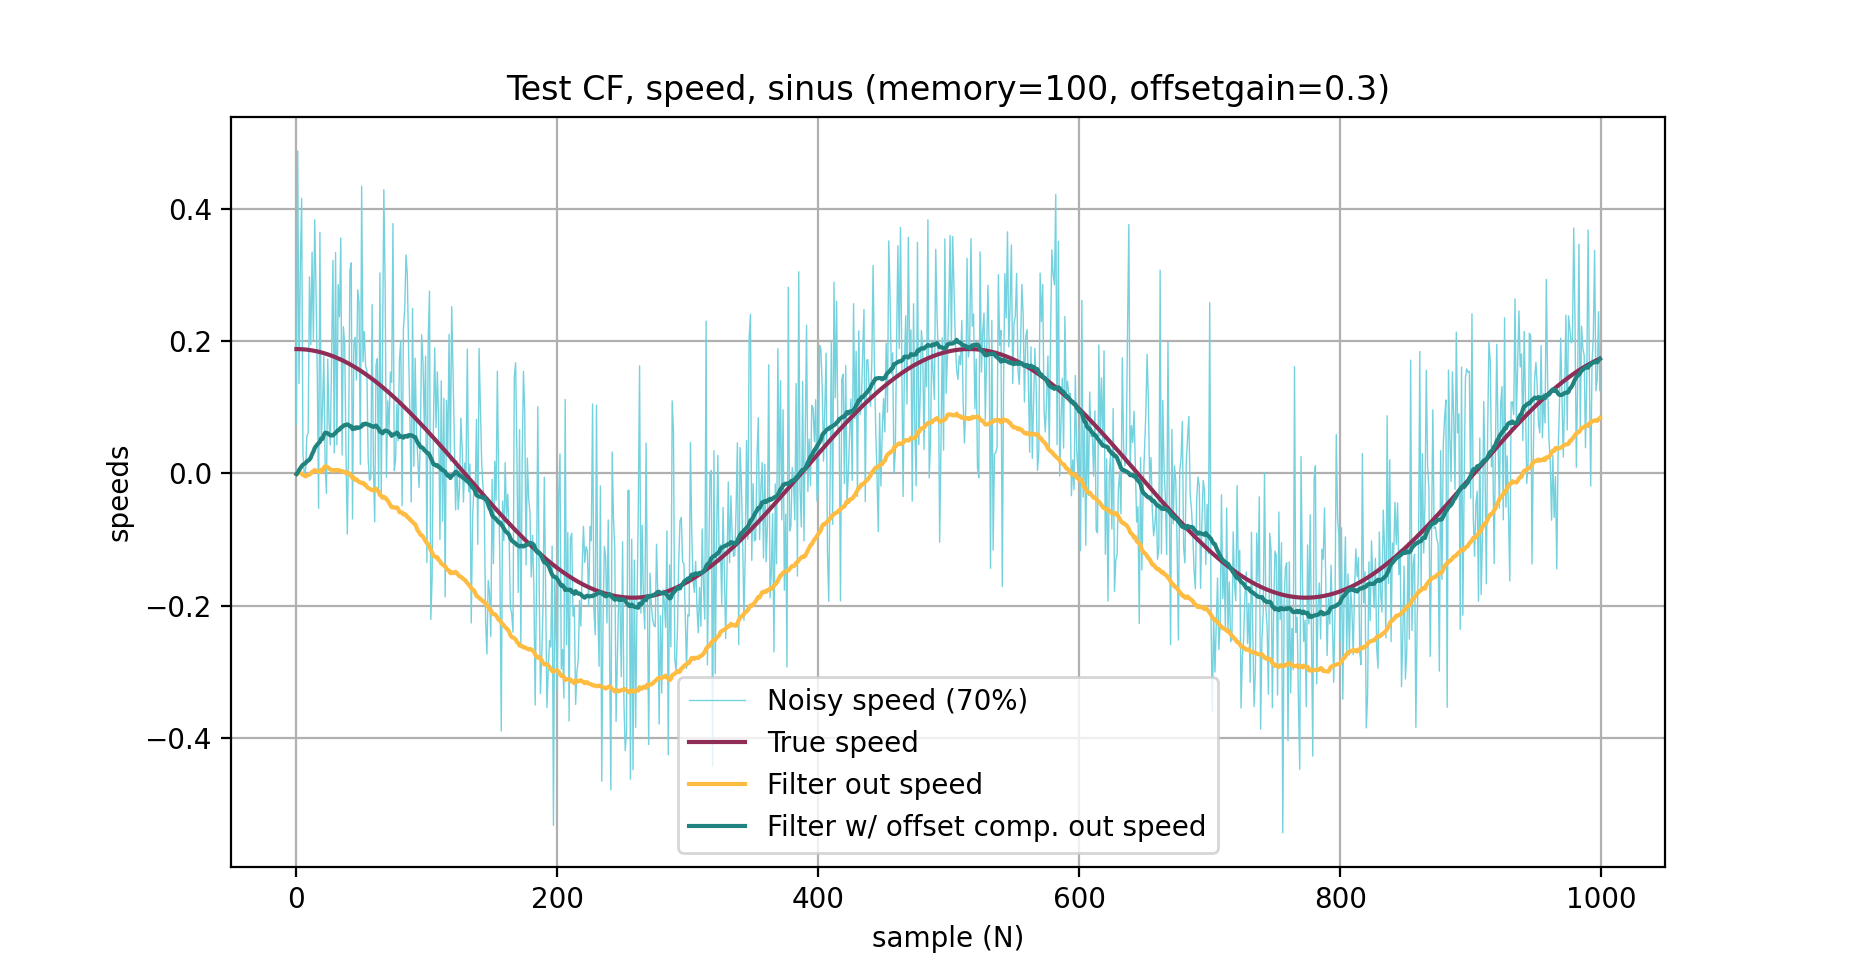 Test CF, speed, sinus (memory=100, offsetgain=0.3)
speeds
0.4
0.2
0.0
−0.2
−0.4
Noisy speed (70%)
True speed
Filter out speed
Filter w/ offset comp. out speed
0 200 400 600 800 1000
sample (N)